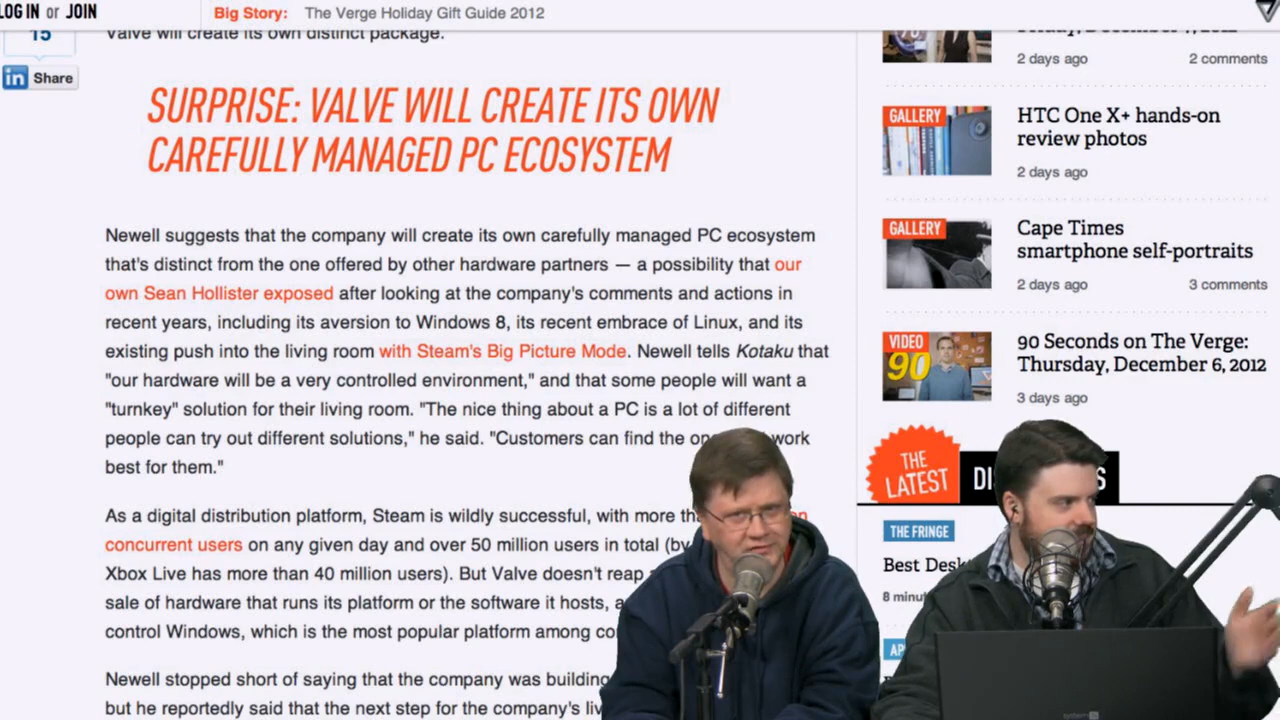 LOG IN or JOIN
Big Story: The Verge Holiday Gift Guide 2012
15
in Share
Valve will create its own distinct package.
SURPRISE: VALVE WILL CREATE ITS OWN
CAREFULLY MANAGED PC ECOSYSTEM
Newell suggests that the company will create its own carefully managed PC ecosystem
that's distinct from the one offered by other hardware partners — a possibility that our
own Sean Hollister exposed after looking at the company's comments and actions in
recent years, including its aversion to Windows 8, its recent embrace of Linux, and its
existing push into the living room with Steam's Big Picture Mode. Newell tells Kotaku that
"our hardware will be a very controlled environment," and that some people will want a
"turnkey" solution for their living room. "The nice thing about a PC is a lot of different
people can try out different solutions," he said. "Customers can find the work
best for them."
As a digital distribution platform, Steam is wildly successful, with more
concurrent users on any given day and over 50 million users in total (by
Xbox Live has more than 40 million users). But Valve doesn't reap
sale of hardware that runs its platform or the software it hosts,
control Windows, which is the most popular platform among
Newell stopped short of saying that the company was building
but he reportedly said that the next step for the company's
2 days ago 2 comments
GALLERY
HTC One X+ hands-on
review photos
2 days ago
GALLERY
Cape Times
smartphone self-portraits
2 days ago 3 comments
VIDEO
90
90 Seconds on The Verge:
Thursday, December 6, 2012
3 days ago
THE
LATEST
THE FRINGE
Best
8